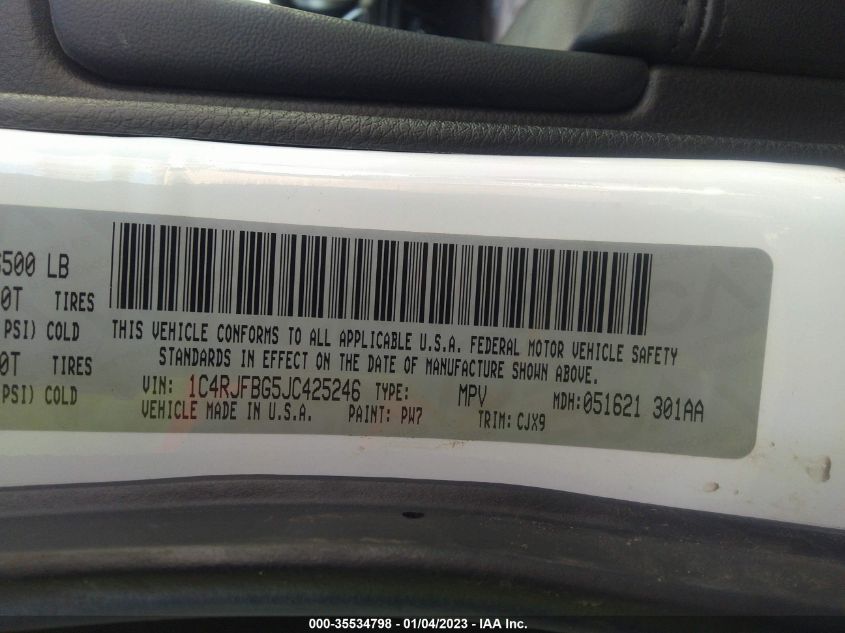 500 LB
0T TIRES
PSI) COLD
0T TIRES
PSI) COLD
THIS VEHICLE CONFORMS TO ALL APPLICABLE U.S.A. FEDERAL MOTOR VEHICLE SAFETY
STANDARDS IN EFFECT ON THE DATE OF MANUFACTURE SHOWN ABOVE.
VIN: 1C4RJFBG5JC425246 TYPE: MPV MDH:051621 301AA
VEHICLE MADE IN U.S.A. PAINT: PW7 TRIM: CJX9
000-35534798 - 01/04/2023 - © IAA Inc.